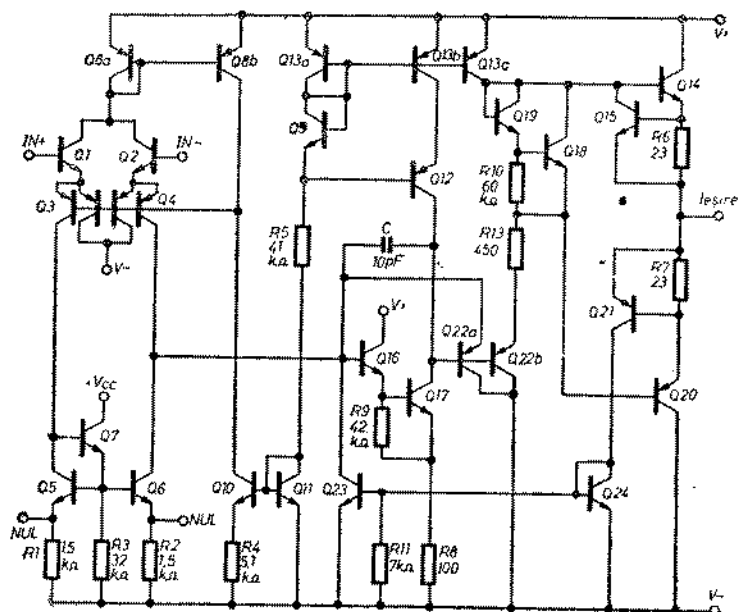 V+
Q8a
Q8b
Q13a
Q13b
Q13c
Q14
Q9
Q19
Q15
R6
23
IN+
Q1
Q2
IN-
Q18
Q12
R10
60
kΩ
Iesire
Q3
Q4
R5
41
kΩ
C
10pF
R13
450
R7
23
V-
V+
Q21
Q22a
Q22b
Q16
+VCC
R9
42
kΩ
Q17
Q20
Q7
Q5
Q6
Q10
Q11
Q23
Q24
NUL
NUL
R1
1,5
kΩ
R3
32
kΩ
R2
1,5
kΩ
R4
5,1
kΩ
R11
7kΩ
R8
100
V-